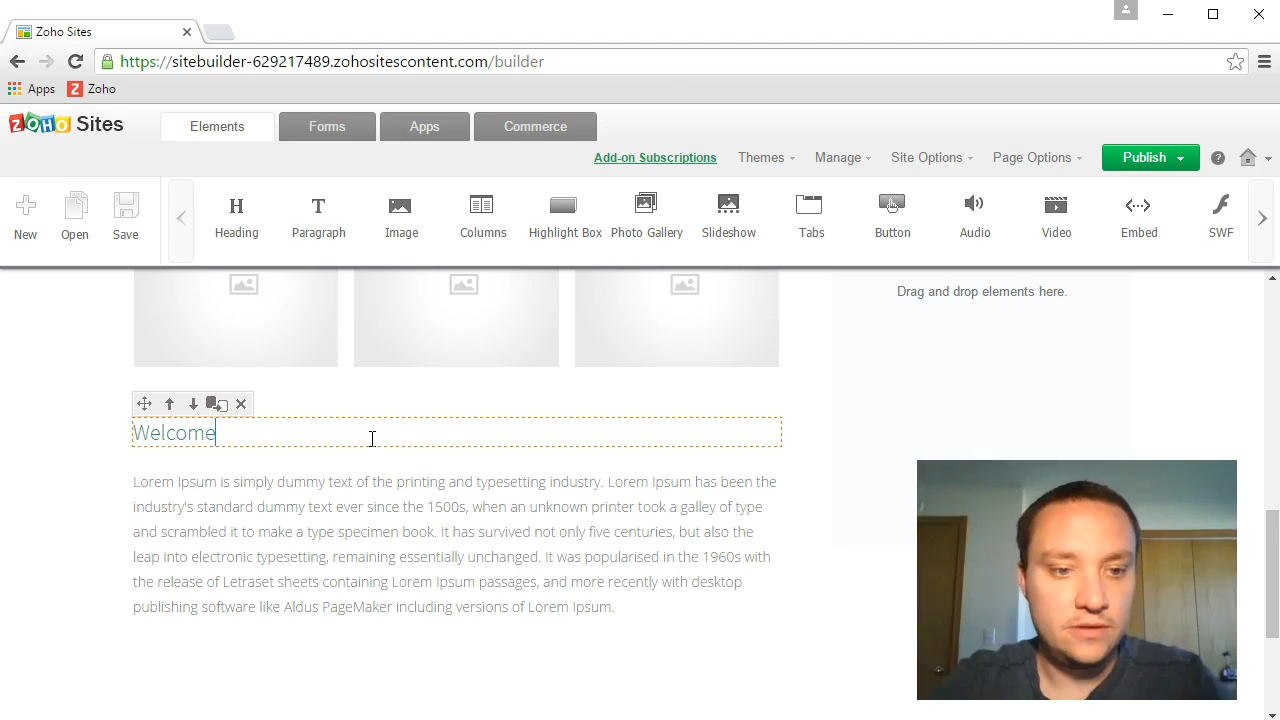 Zoho Sites
https://sitebuilder-629217489.zohositescontent.com/builder
Apps Zoho
ZOHO Sites Elements Forms Apps Commerce
Add-on Subscriptions Themes Manage Site Options Page Options Publish ?
New Open Save H Heading T Paragraph Image Columns Highlight Box Photo Gallery Slideshow Tabs Button Audio Video Embed SWF
Drag and drop elements here.
Welcome
Lorem Ipsum is simply dummy text of the printing and typesetting industry. Lorem Ipsum has been the
industry's standard dummy text ever since the 1500s, when an unknown printer took a galley of type
and scrambled it to make a type specimen book. It has survived not only five centuries, but also the
leap into electronic typesetting, remaining essentially unchanged. It was popularised in the 1960s with
the release of Letraset sheets containing Lorem Ipsum passages, and more recently with desktop
publishing software like Aldus PageMaker including versions of Lorem Ipsum.